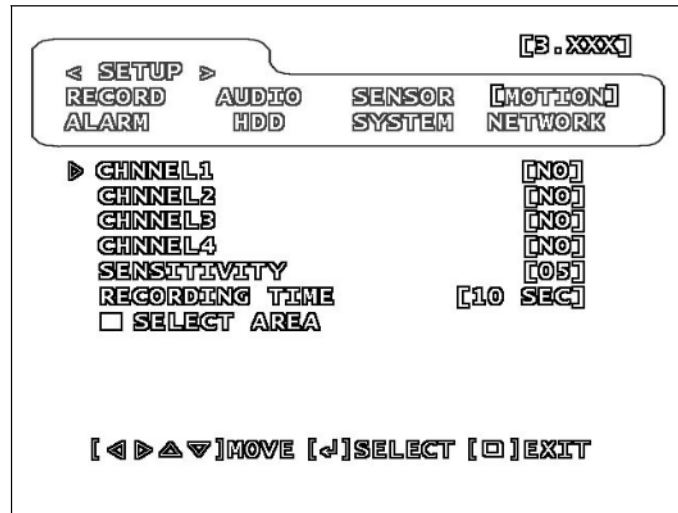 [3.XXX]
< SETUP >
RECORD AUDIO SENSOR [MOTION]
ALARM HDD SYSTEM NETWORK
▷ CHNNEL1 [NO]
CHNNEL2 [NO]
CHNNEL3 [NO]
CHNNEL4 [NO]
SENSITIVITY [05]
RECORDING TIME [10 SEC]
□ SELECT AREA
[◁▷△▽]MOVE [↲]SELECT [□]EXIT